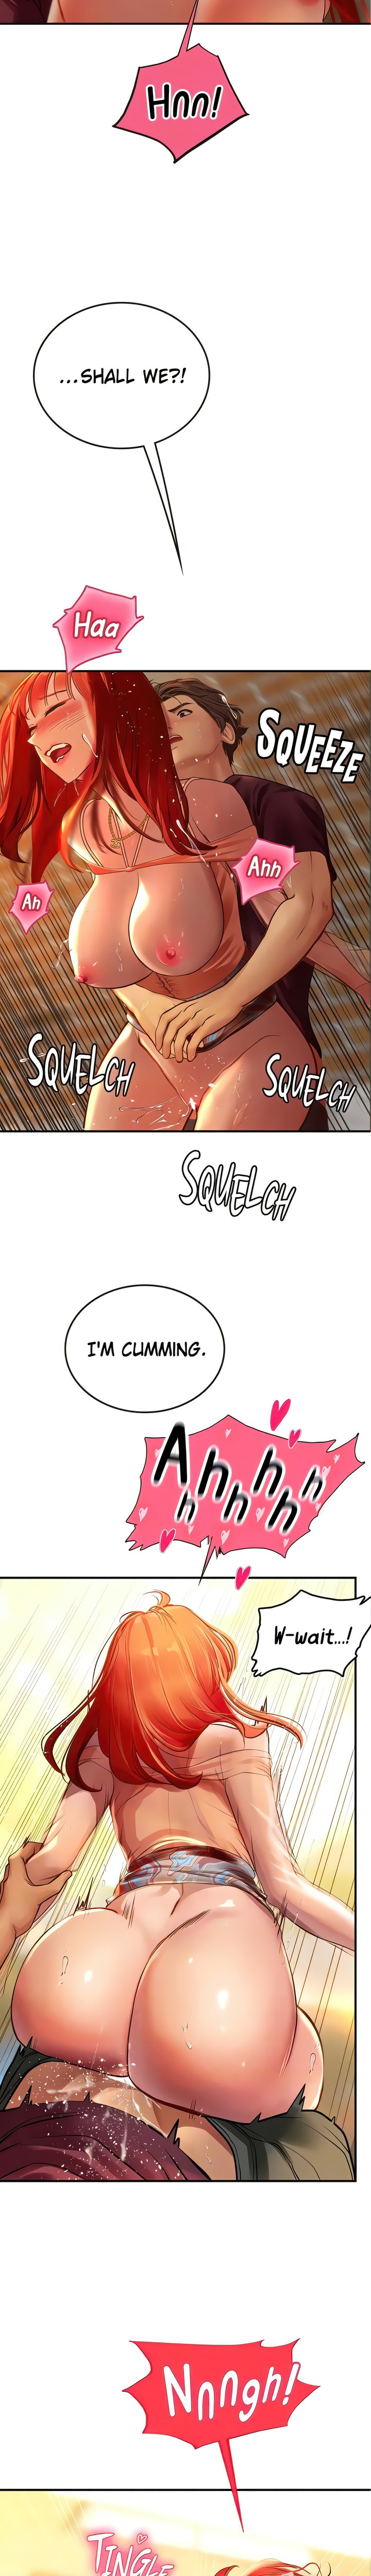 Hnn!
...SHALL WE?!
Haa
SQUEEZE
Ahh
Ah
SQUELCH
SQUELCH
SQUELCH
I'M CUMMING.
Ahhhhh
W-wait...!
Nnngh!
TINGLE